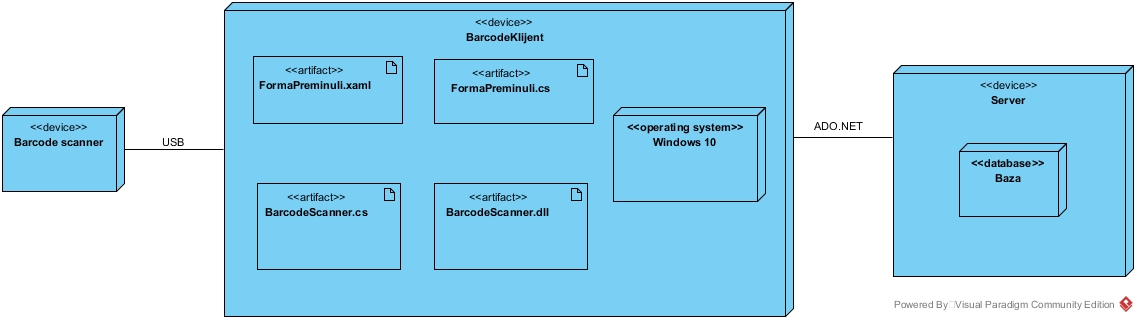 <<device>>
Barcode scanner
USB
<<device>>
BarcodeKlijent
<<artifact>>
FormaPreminuli.xaml
<<artifact>>
FormaPreminuli.cs
<<operating system>>
Windows 10
<<artifact>>
BarcodeScanner.cs
<<artifact>>
BarcodeScanner.dll
ADO.NET
<<device>>
Server
<<database>>
Baza
Powered By Visual Paradigm Community Edition